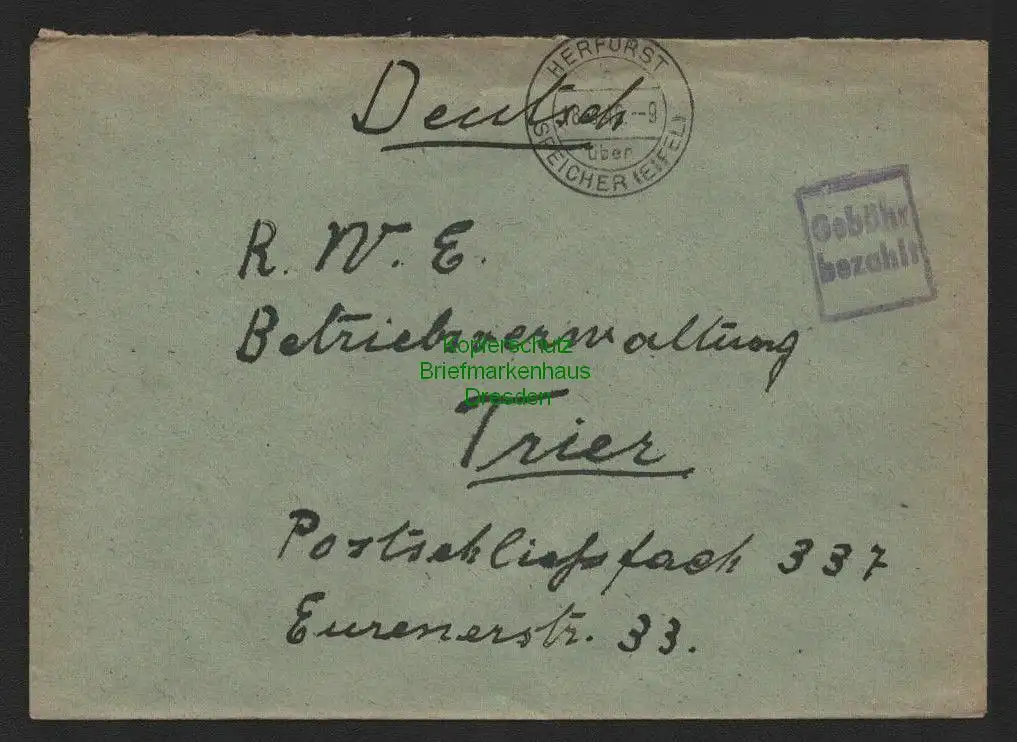 HERFORST
Deutsch
über
SPEICHER (EIFEL)
Gebühr
bezahlt
R. W. E.
Betriebsverwaltung
Kopierschutz
Briefmarkenhaus
Dresden
Trier
Postschließfach 337
Eurenerstr. 33.